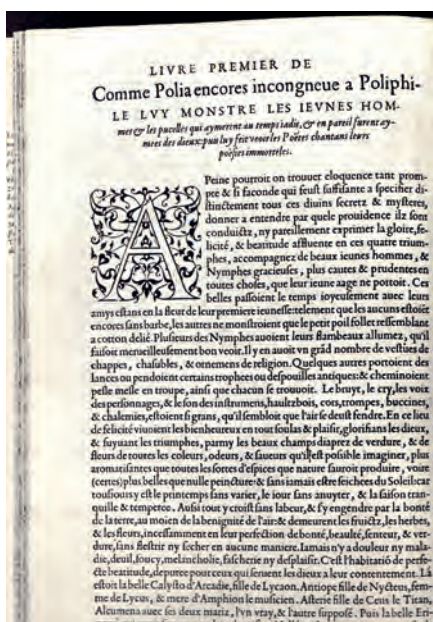 LIVRE PREMIER DE
Comme Polia encores incongneue a Poliphi-
LE LVY MONSTRE LES IEVNES HOM-
mes & les pucelles qui aymerent au temps iadis, & en pareil furent ay-
mees des dieux: puis luy feit veoir les Poëtes chantans leurs
poësies immortelles.
A Peine pourroit on trouuer eloquence tant prom-
pte & si faconde qui feust suffisante a specifier di-
stinctement tous ces diuins secretz & mysteres,
donner a entendre par quele prouidence ilz sont
conduictz, ny pareillement exprimer la gloire, fe-
licité, & beatitude affluente en ces quatre trium-
phes, accompagnez de beaux ieunes hommes, &
Nymphes gracieuses, plus cautes & prudentes en
toutes choses, que leur ieune aage ne portoit. Ces
belles passoient le temps ioyeusement auec leurs
amys estans en la fleur de leur premiere ieunesse: telement que les aucuns estoiēt
encores sans barbe, les autres ne monstroient que le petit poil follet ressemblant
a cotton delié. Plusieurs des Nymphes auoient leurs flambeaux allumez, qu'il
faisoit merueilleusement bon veoir. Il y en auoit vn grād nombre de vestues de
chappes, chasubles, & ornemens de religion. Quelques autres portoient des
lances ou pendoient certains trophees ou despouilles antiques: & cheminoient
pesle mesle en troupe, ainsi que chacun se trouuoit. Le bruyt, le cry, les voix
des personnages, & le son des instrumens, haultzbois, cors, trompes, buccines,
& chalemies, estoient si grans, qu'il sembloit que l'air se deust fendre. En ce lieu
de felicité viuoient les bienheureux en tout soulas & plaisir, glorifians les dieux,
& suyuant les triumphes, parmy les beaux champs diaprez de verdure, & de
fleurs de toutes les coleurs, odeurs, & saueurs qu'il est possible imaginer, plus
aromatisantes que toutes les sortes d'espices que nature sauroit produire, voire
(certes) plus belles que nulle peincture: & sans iamais estre seichees du Soleil: car
tousiours y est le printemps sans varier, le iour sans anuyter, & la saison tran-
quille & tempetee. Aussi tout y croist sans labeur, & s'y engendre par la bonté
de la terre, au moien de la benignité de l'air: & demeurent les fruictz, les herbes,
& les fleurs, incessamment en leur perfection de bonté, beaulté, senteur, & ver-
dure, sans flestrir ny secher en aucune maniere. Iamais n'y a douleur ny mala-
die, deuil, soucy, melancholie, fascherie ny desplaisir. C'est l'habitatiō de perfe-
cte beatitude, deputee pour ceux qui seruent les dieux a leur contentement. Là
estoit la belle Calysto d'Arcadie, fille de Lycaon. Antiope fille de Nycteus, fem-
me de Lycus, & mere d'Amphion le musicien. Asterie fille de Ceus le Titan,
Alcumena auec ses deux mariz, l'vn vray, & l'autre supposé. Puis la belle Eri-